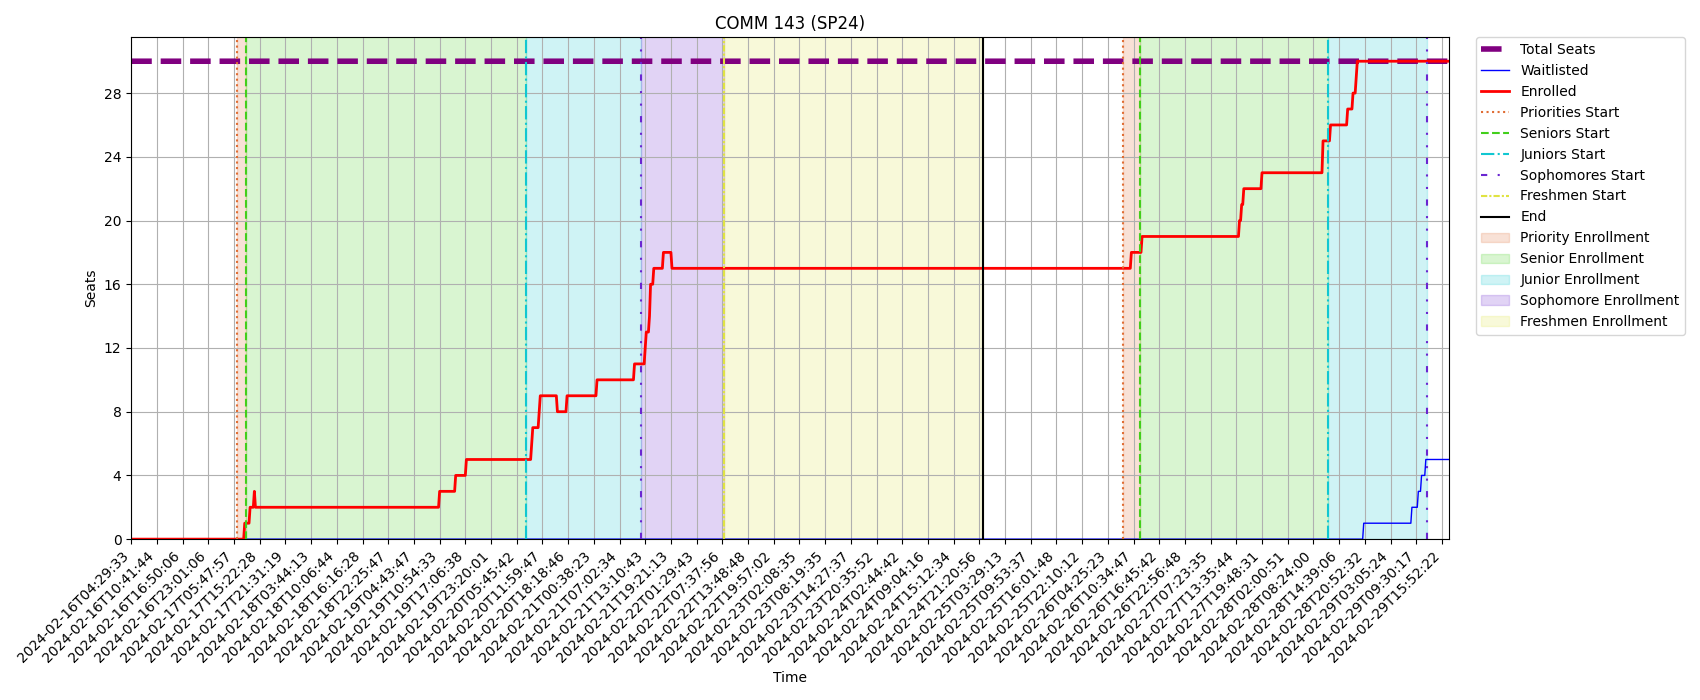 COMM 143 (SP24)
Seats
28
24
20
16
12
8
4
0
2024-02-16T04:29:33
2024-02-16T10:41:44
2024-02-16T16:50:06
2024-02-16T23:01:06
2024-02-17T05:47:57
2024-02-17T15:22:28
2024-02-17T21:31:19
2024-02-18T03:44:13
2024-02-18T10:06:44
2024-02-18T16:16:28
2024-02-18T22:25:47
2024-02-19T04:43:47
2024-02-19T10:54:33
2024-02-19T17:06:38
2024-02-19T23:20:01
2024-02-20T05:45:42
2024-02-20T11:59:47
2024-02-20T18:18:46
2024-02-21T00:38:23
2024-02-21T07:02:34
2024-02-21T13:10:43
2024-02-21T19:21:13
2024-02-22T01:29:45
2024-02-22T07:37:56
2024-02-22T13:48:48
2024-02-22T19:57:02
2024-02-23T02:08:35
2024-02-23T08:19:35
2024-02-23T14:27:37
2024-02-23T20:35:52
2024-02-24T02:44:42
2024-02-24T09:04:16
2024-02-24T15:12:34
2024-02-24T21:20:56
2024-02-25T03:29:13
2024-02-25T09:53:37
2024-02-25T16:01:48
2024-02-25T22:10:12
2024-02-26T04:25:23
2024-02-26T10:34:47
2024-02-26T16:45:42
2024-02-26T22:56:48
2024-02-27T07:23:35
2024-02-27T13:35:44
2024-02-27T19:48:31
2024-02-28T02:00:51
2024-02-28T08:24:00
2024-02-28T14:39:06
2024-02-28T20:52:32
2024-02-29T03:05:24
2024-02-29T09:30:17
2024-02-29T15:52:22
Time
Total Seats
Waitlisted
Enrolled
Priorities Start
Seniors Start
Juniors Start
Sophomores Start
Freshmen Start
End
Priority Enrollment
Senior Enrollment
Junior Enrollment
Sophomore Enrollment
Freshmen Enrollment